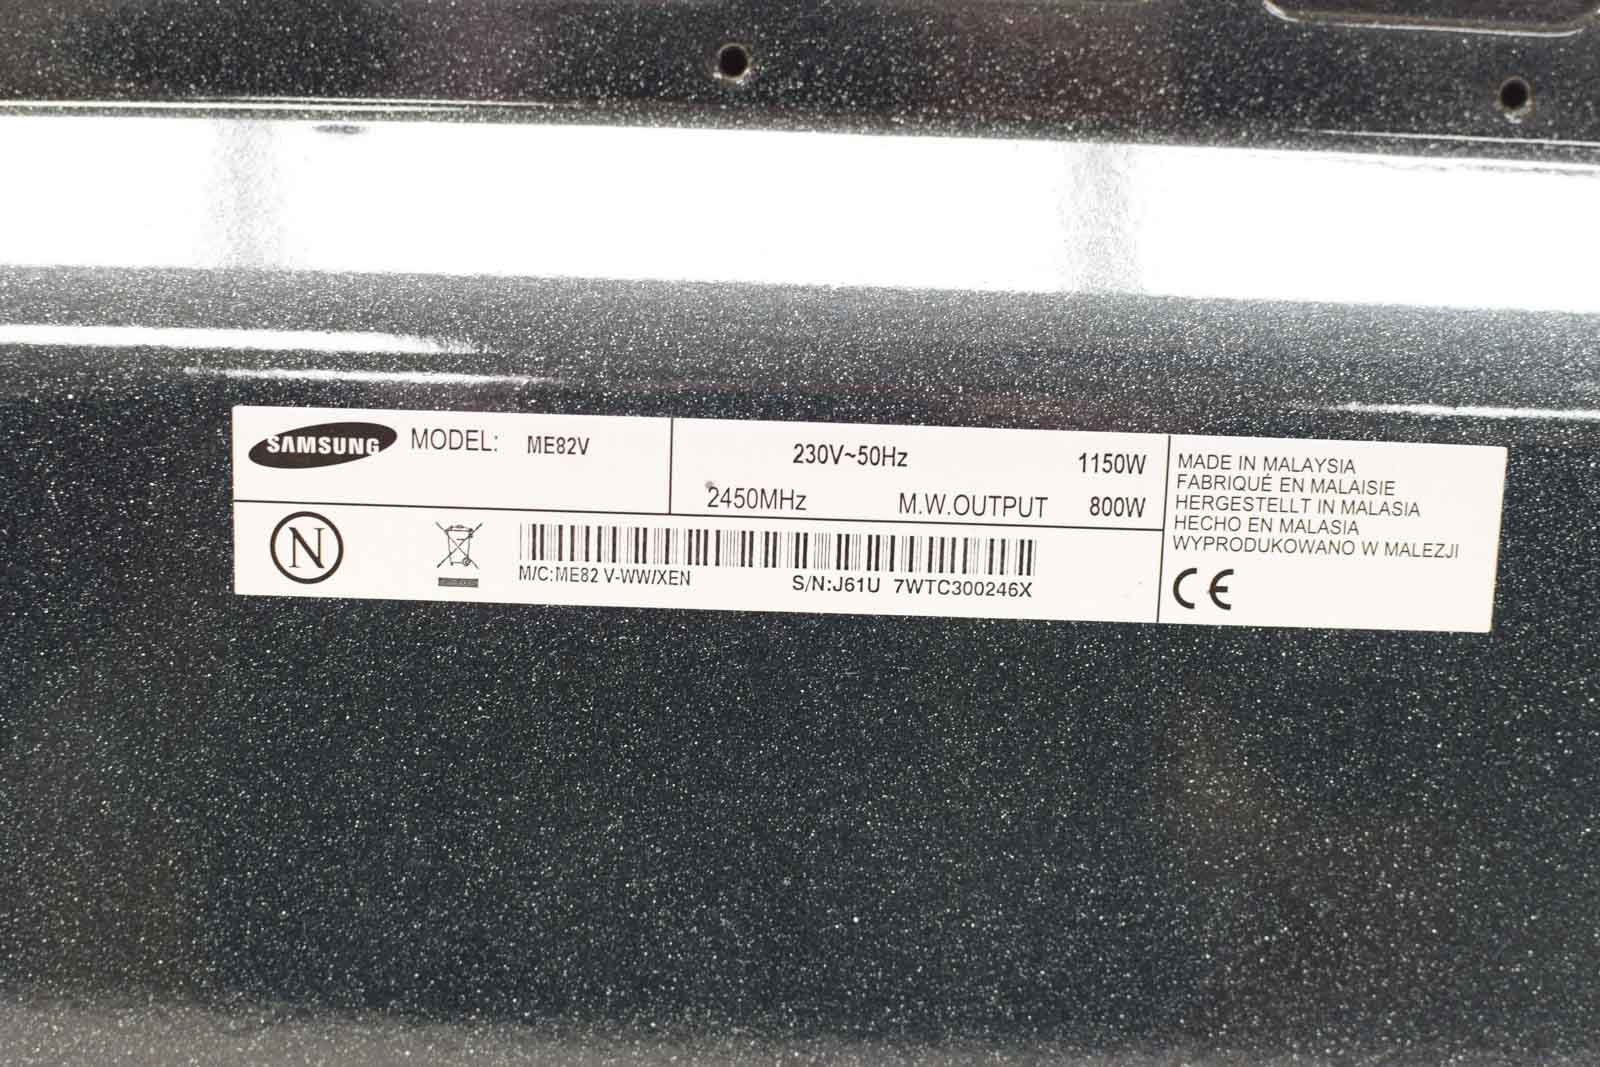 SAMSUNG MODEL: ME82V
230V~50Hz 1150W
2450MHz M.W.OUTPUT 800W
N
M/C:ME82 V-WW/XEN S/N:J61U 7WTC300246X
MADE IN MALAYSIA
FABRIQUÉ EN MALAISIE
HERGESTELLT IN MALASIA
HECHO EN MALASIA
WYPRODUKOWANO W MALEZJI
CE